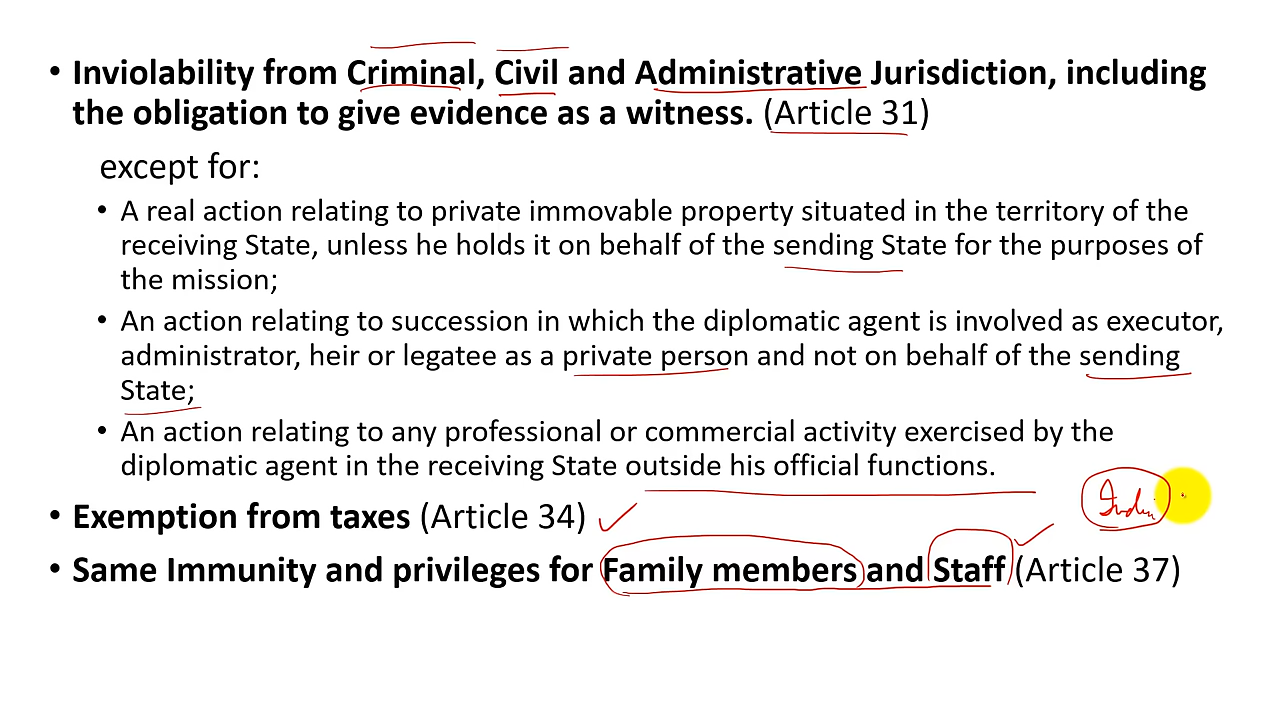 • Inviolability from Criminal, Civil and Administrative Jurisdiction, including
the obligation to give evidence as a witness. (Article 31)
except for:
• A real action relating to private immovable property situated in the territory of the
receiving State, unless he holds it on behalf of the sending State for the purposes of
the mission;
• An action relating to succession in which the diplomatic agent is involved as executor,
administrator, heir or legatee as a private person and not on behalf of the sending
State;
• An action relating to any professional or commercial activity exercised by the
diplomatic agent in the receiving State outside his official functions.
• Exemption from taxes (Article 34)
• Same Immunity and privileges for Family members and Staff (Article 37)